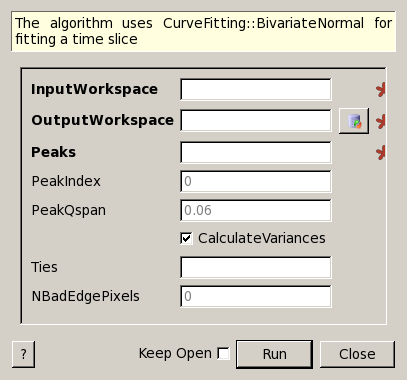 The algorithm uses CurveFitting::BivariateNormal for
fitting a time slice
InputWorkspace
OutputWorkspace
Peaks
PeakIndex 0
PeakQspan 0.06
CalculateVariances
Ties
NBadEdgePixels 0
? Keep Open Run Close